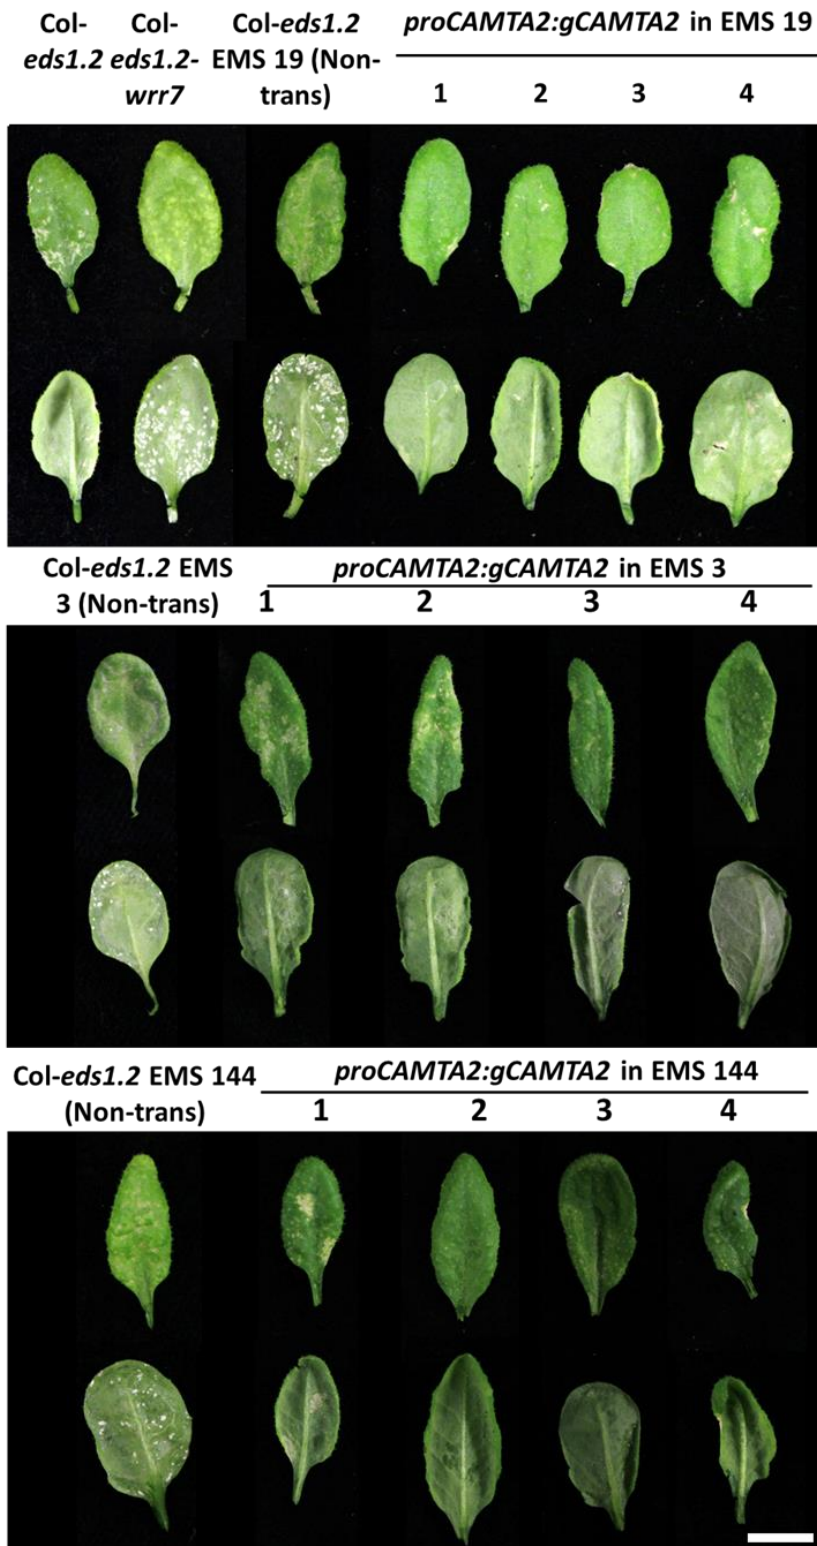 Col- Col- Col-eds1.2 proCAMTA2:gCAMTA2 in EMS 19
eds1.2 eds1.2- EMS 19 (Non-
wrr7 trans) 1 2 3 4
Col-eds1.2 EMS proCAMTA2:gCAMTA2 in EMS 3
3 (Non-trans) 1 2 3 4
Col-eds1.2 EMS 144 proCAMTA2:gCAMTA2 in EMS 144
(Non-trans) 1 2 3 4